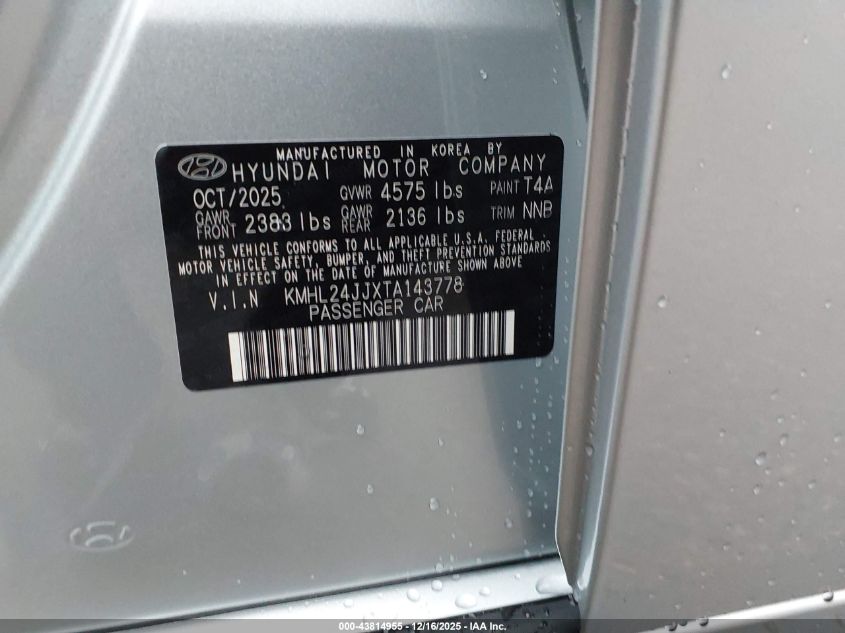 MANUFACTURED IN KOREA BY
HYUNDAI MOTOR COMPANY
OCT/2025 GVWR 4575 lbs PAINT T4A
GAWR FRONT 2383 lbs GAWR REAR 2136 lbs TRIM NNB
THIS VEHICLE CONFORMS TO ALL APPLICABLE U.S.A. FEDERAL
MOTOR VEHICLE SAFETY, BUMPER, AND THEFT PREVENTION STANDARDS
IN EFFECT ON THE DATE OF MANUFACTURE SHOWN ABOVE
V.I.N KMHL24JJXTA143778
PASSENGER CAR
000-43814955 - 12/16/2025 - IAA Inc.